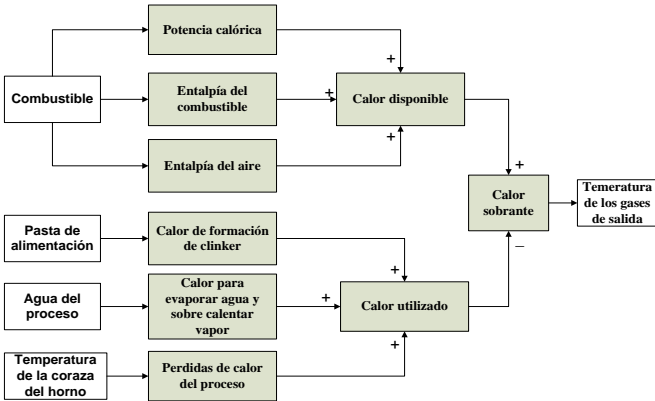 Potencia calórica
+
Combustible
Entalpía del
combustible
+
Calor disponible
Entalpía del aire
+
+
Calor
sobrante
Temeratura
de los gases
de salida
−
Pasta de
alimentación
Calor de formación
de clinker
+
Agua del
proceso
Calor para
evaporar agua y
sobre calentar
vapor
+
Calor utilizado
+
Temperatura
de la coraza
del horno
Perdidas de calor
del proceso